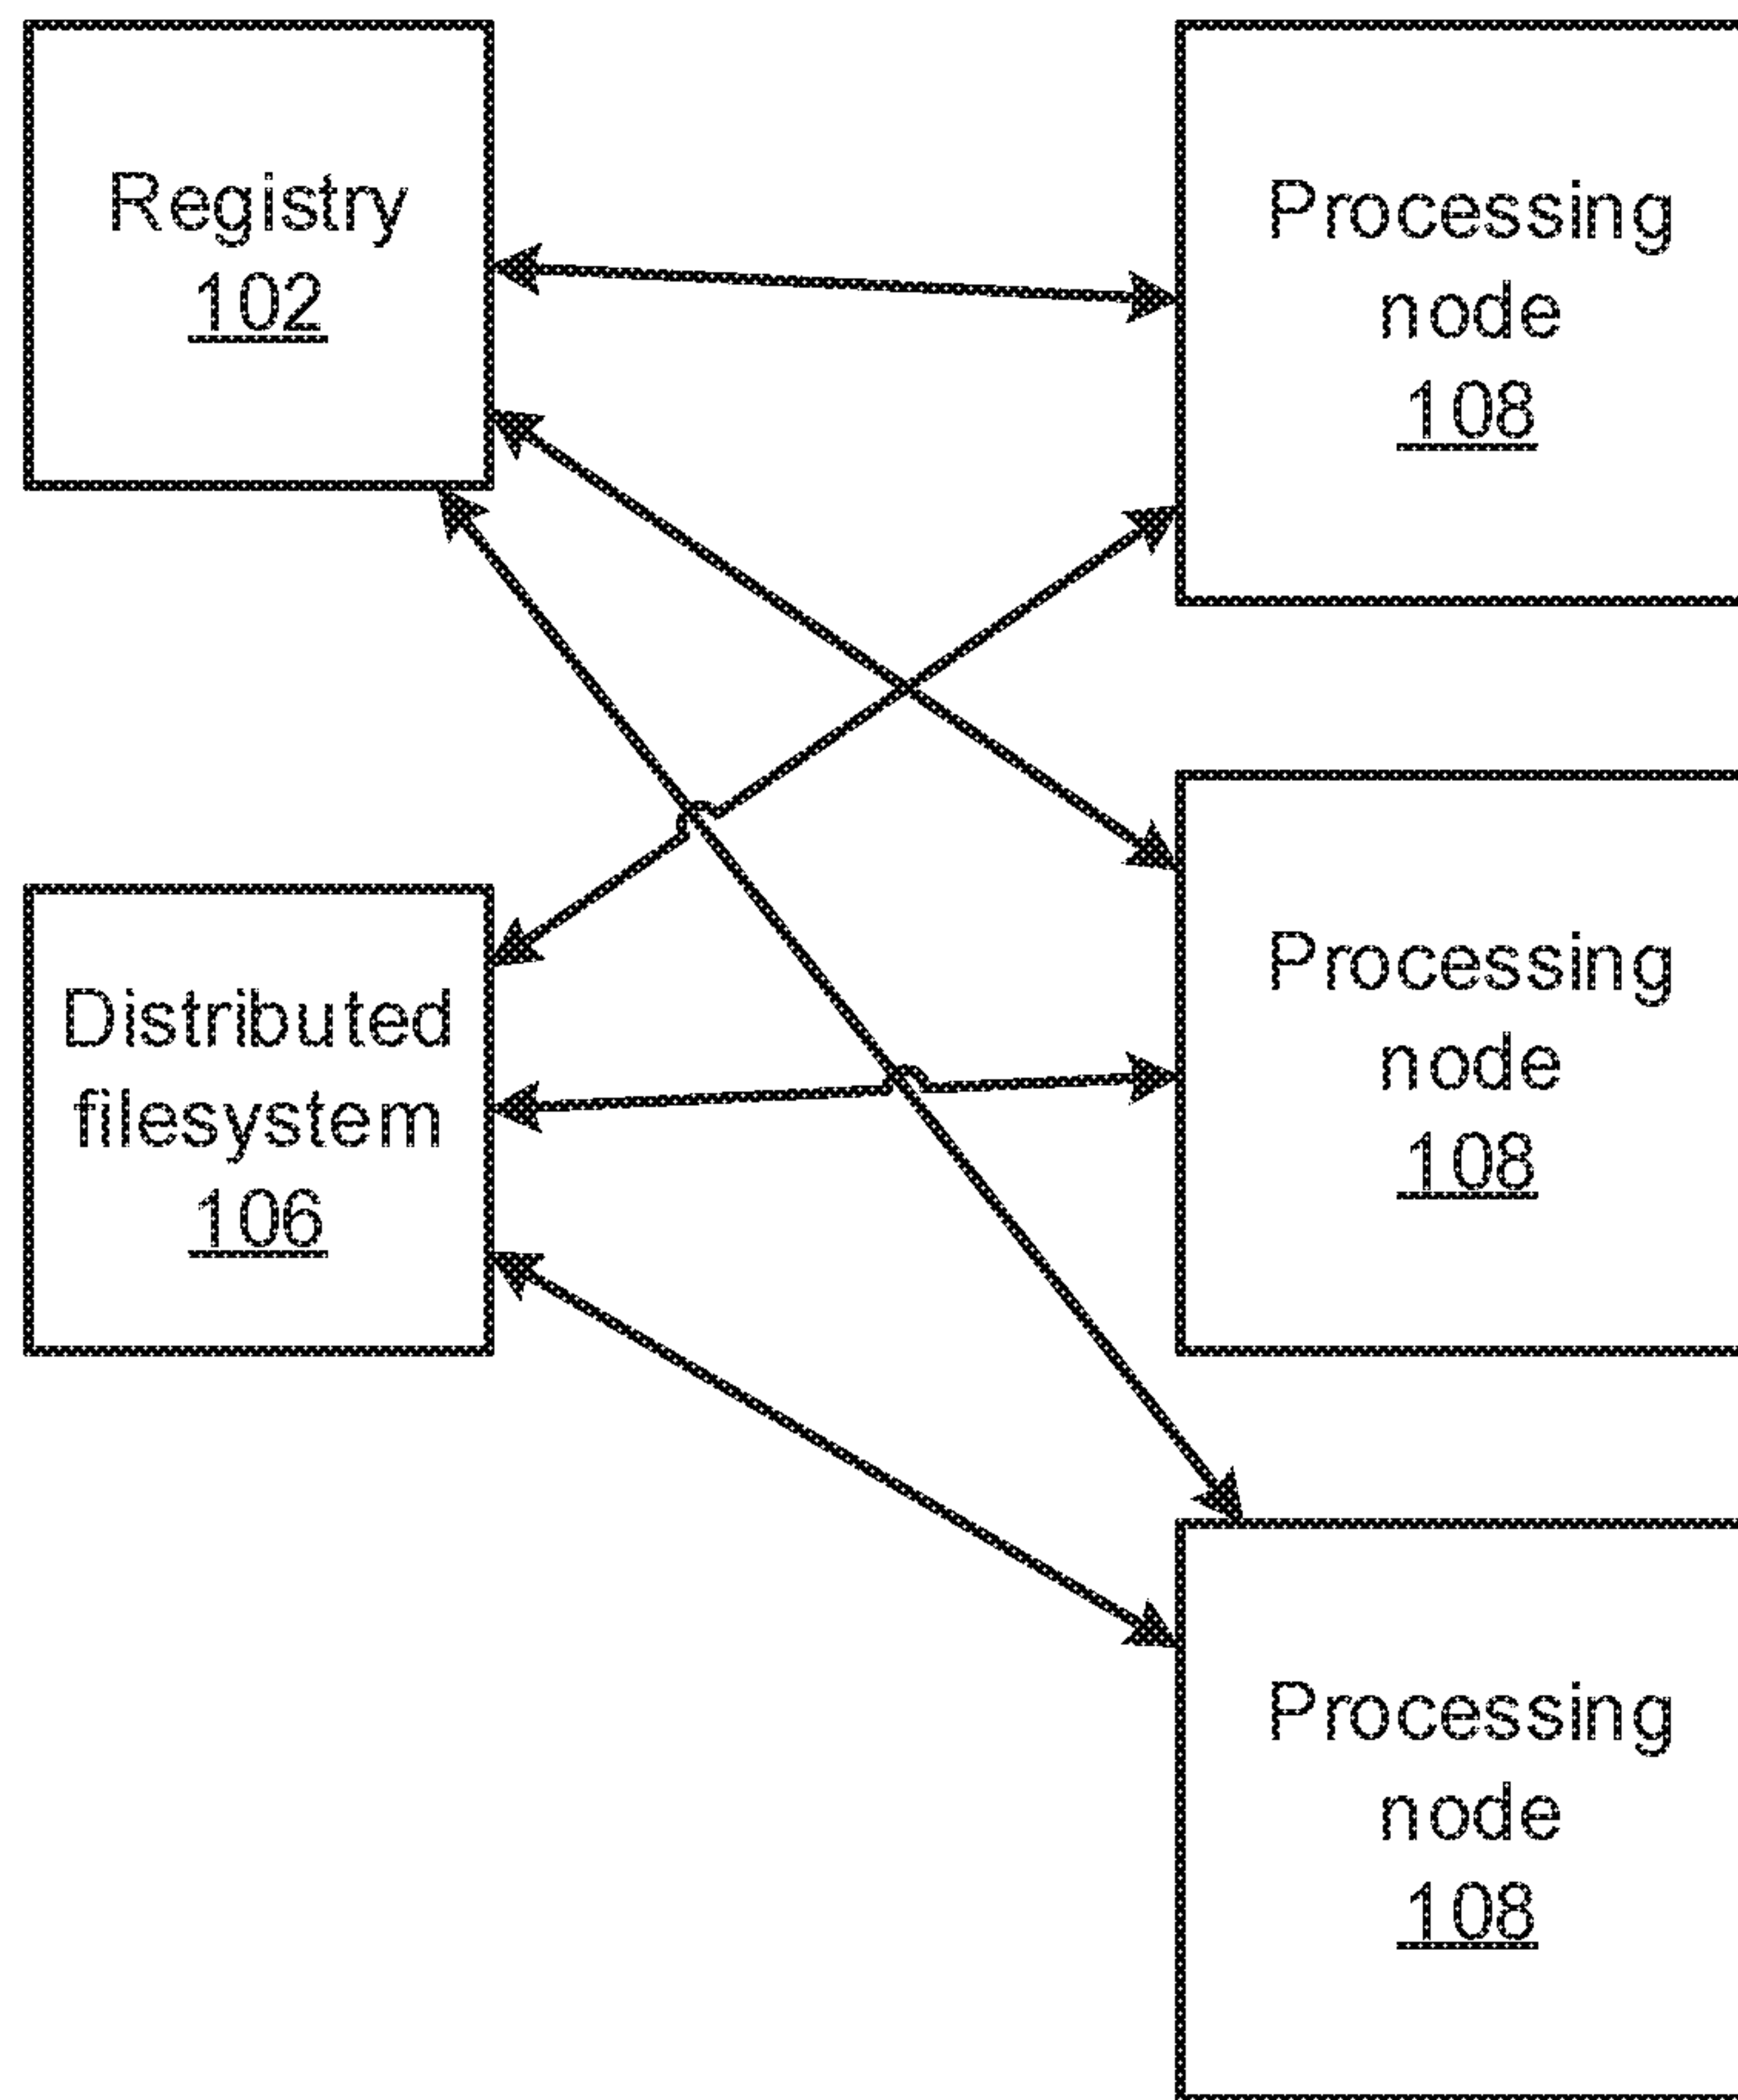 Registry
102
Processing
node
108
Distributed
filesystem
106
Processing
node
108
Processing
node
108